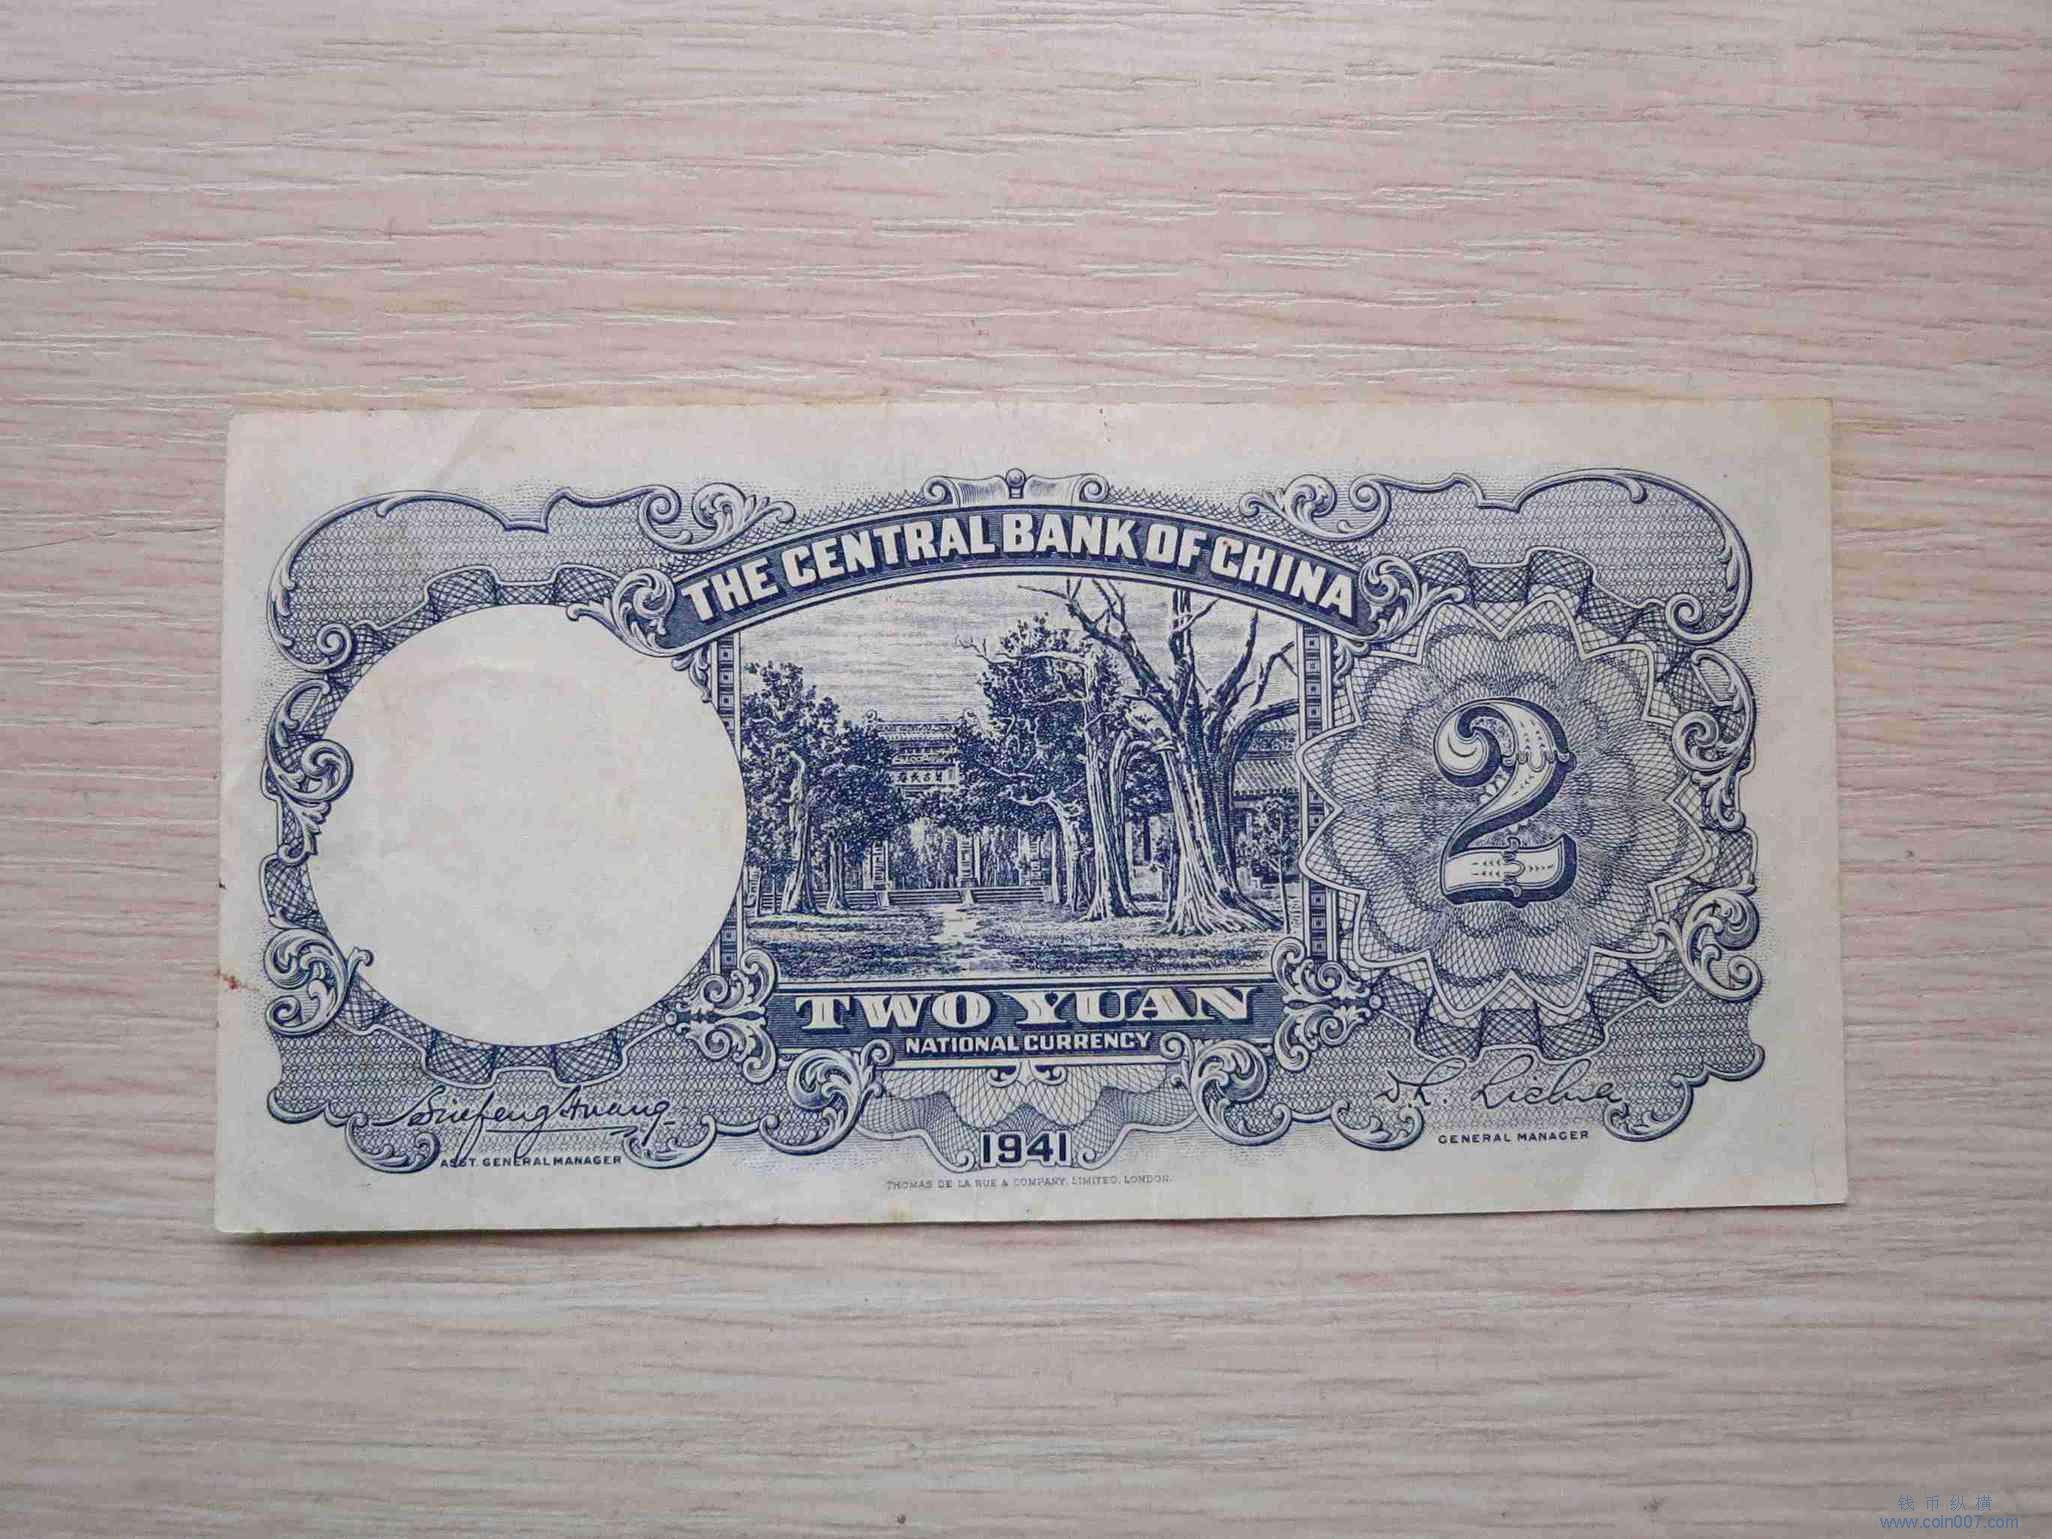 THE CENTRAL BANK OF CHINA
2
TWO YUAN
NATIONAL CURRENCY
ASST. GENERAL MANAGER
GENERAL MANAGER
1941
THOMAS DE LA RUE & COMPANY, LIMITED, LONDON.
钱币纵横
www.coin007.com